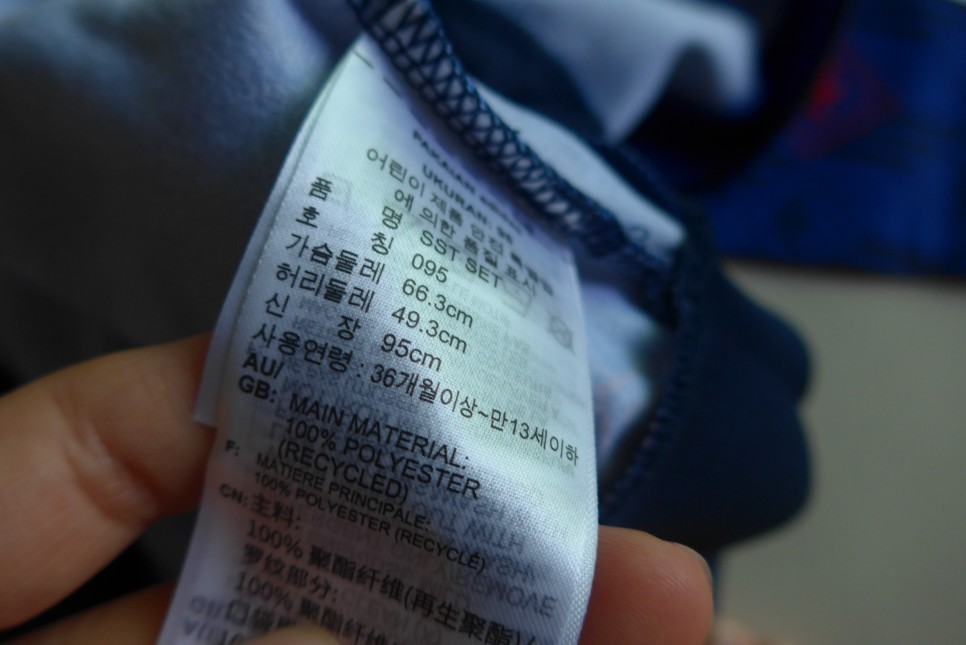 PAKAIAN
UKURAN
어린이 제품 안전 특별법
에 의한 품질 표시
품 명 SST SET
호 칭 095
가슴둘레 66.3cm
허리둘레 49.3cm
신 장 95cm
사용연령 : 36개월이상~만13세이하
AU/
GB: MAIN MATERIAL:
100% POLYESTER
(RECYCLED)
F: MATIERE PRINCIPALE:
100% POLYESTER (RECYCLÉ)
CN: 主料:
100% 聚酯纤维(再生聚酯)/
罗纹部分:
100% 聚酯纤维